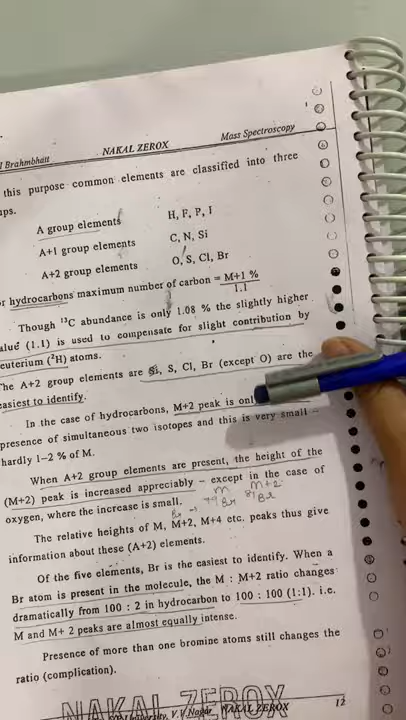 l Brahmbhatt NAKAL ZEROX Mass Spectroscopy
this purpose common elements are classified into three
ups.
A group elements H, F, P, I
A+1 group elements C, N, Si
A+2 group elements O, S, Cl, Br
or hydrocarbons maximum number of carbon = M+1 %
1.1
Though ¹³C abundance is only 1.08 % the slightly higher
alue (1.1) is used to compensate for slight contribution by
euterium (²H) atoms.
The A+2 group elements are Si, S, Cl, Br (except O) are the
easiest to identify.
In the case of hydrocarbons, M+2 peak is onl
presence of simultaneous two isotopes and this is very small –
hardly 1-2 % of M.
When A+2 group elements are present, the height of the
(M+2) peak is increased appreciably – except in the case of
oxygen, where the increase is small.
M M+2
Br → ⁷⁹Br ⁸¹Br
The relative heights of M, M+2, M+4 etc. peaks thus give
information about these (A+2) elements.
Of the five elements, Br is the easiest to identify. When a
Br atom is present in the molecule, the M : M+2 ratio changes
dramatically from 100 : 2 in hydrocarbon to 100 : 100 (1:1). i.e.
M and M+ 2 peaks are almost equally intense.
Presence of more than one bromine atoms still changes the
ratio (complication).
NAKAL ZEROX
University, V.V.Nagar NAKAL ZEROX 12